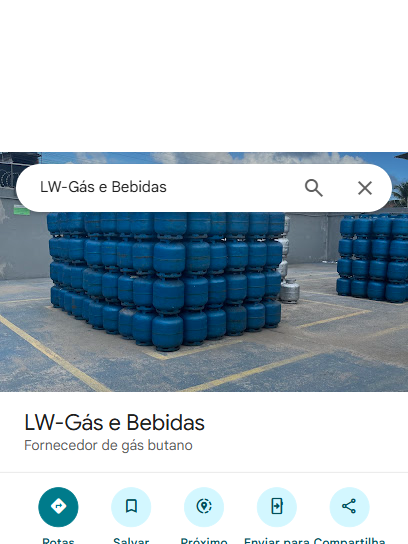 LW-Gás e Bebidas
LW-Gás e Bebidas
Fornecedor de gás butano
Rotas Salvar Próximo Enviar para Compartilha